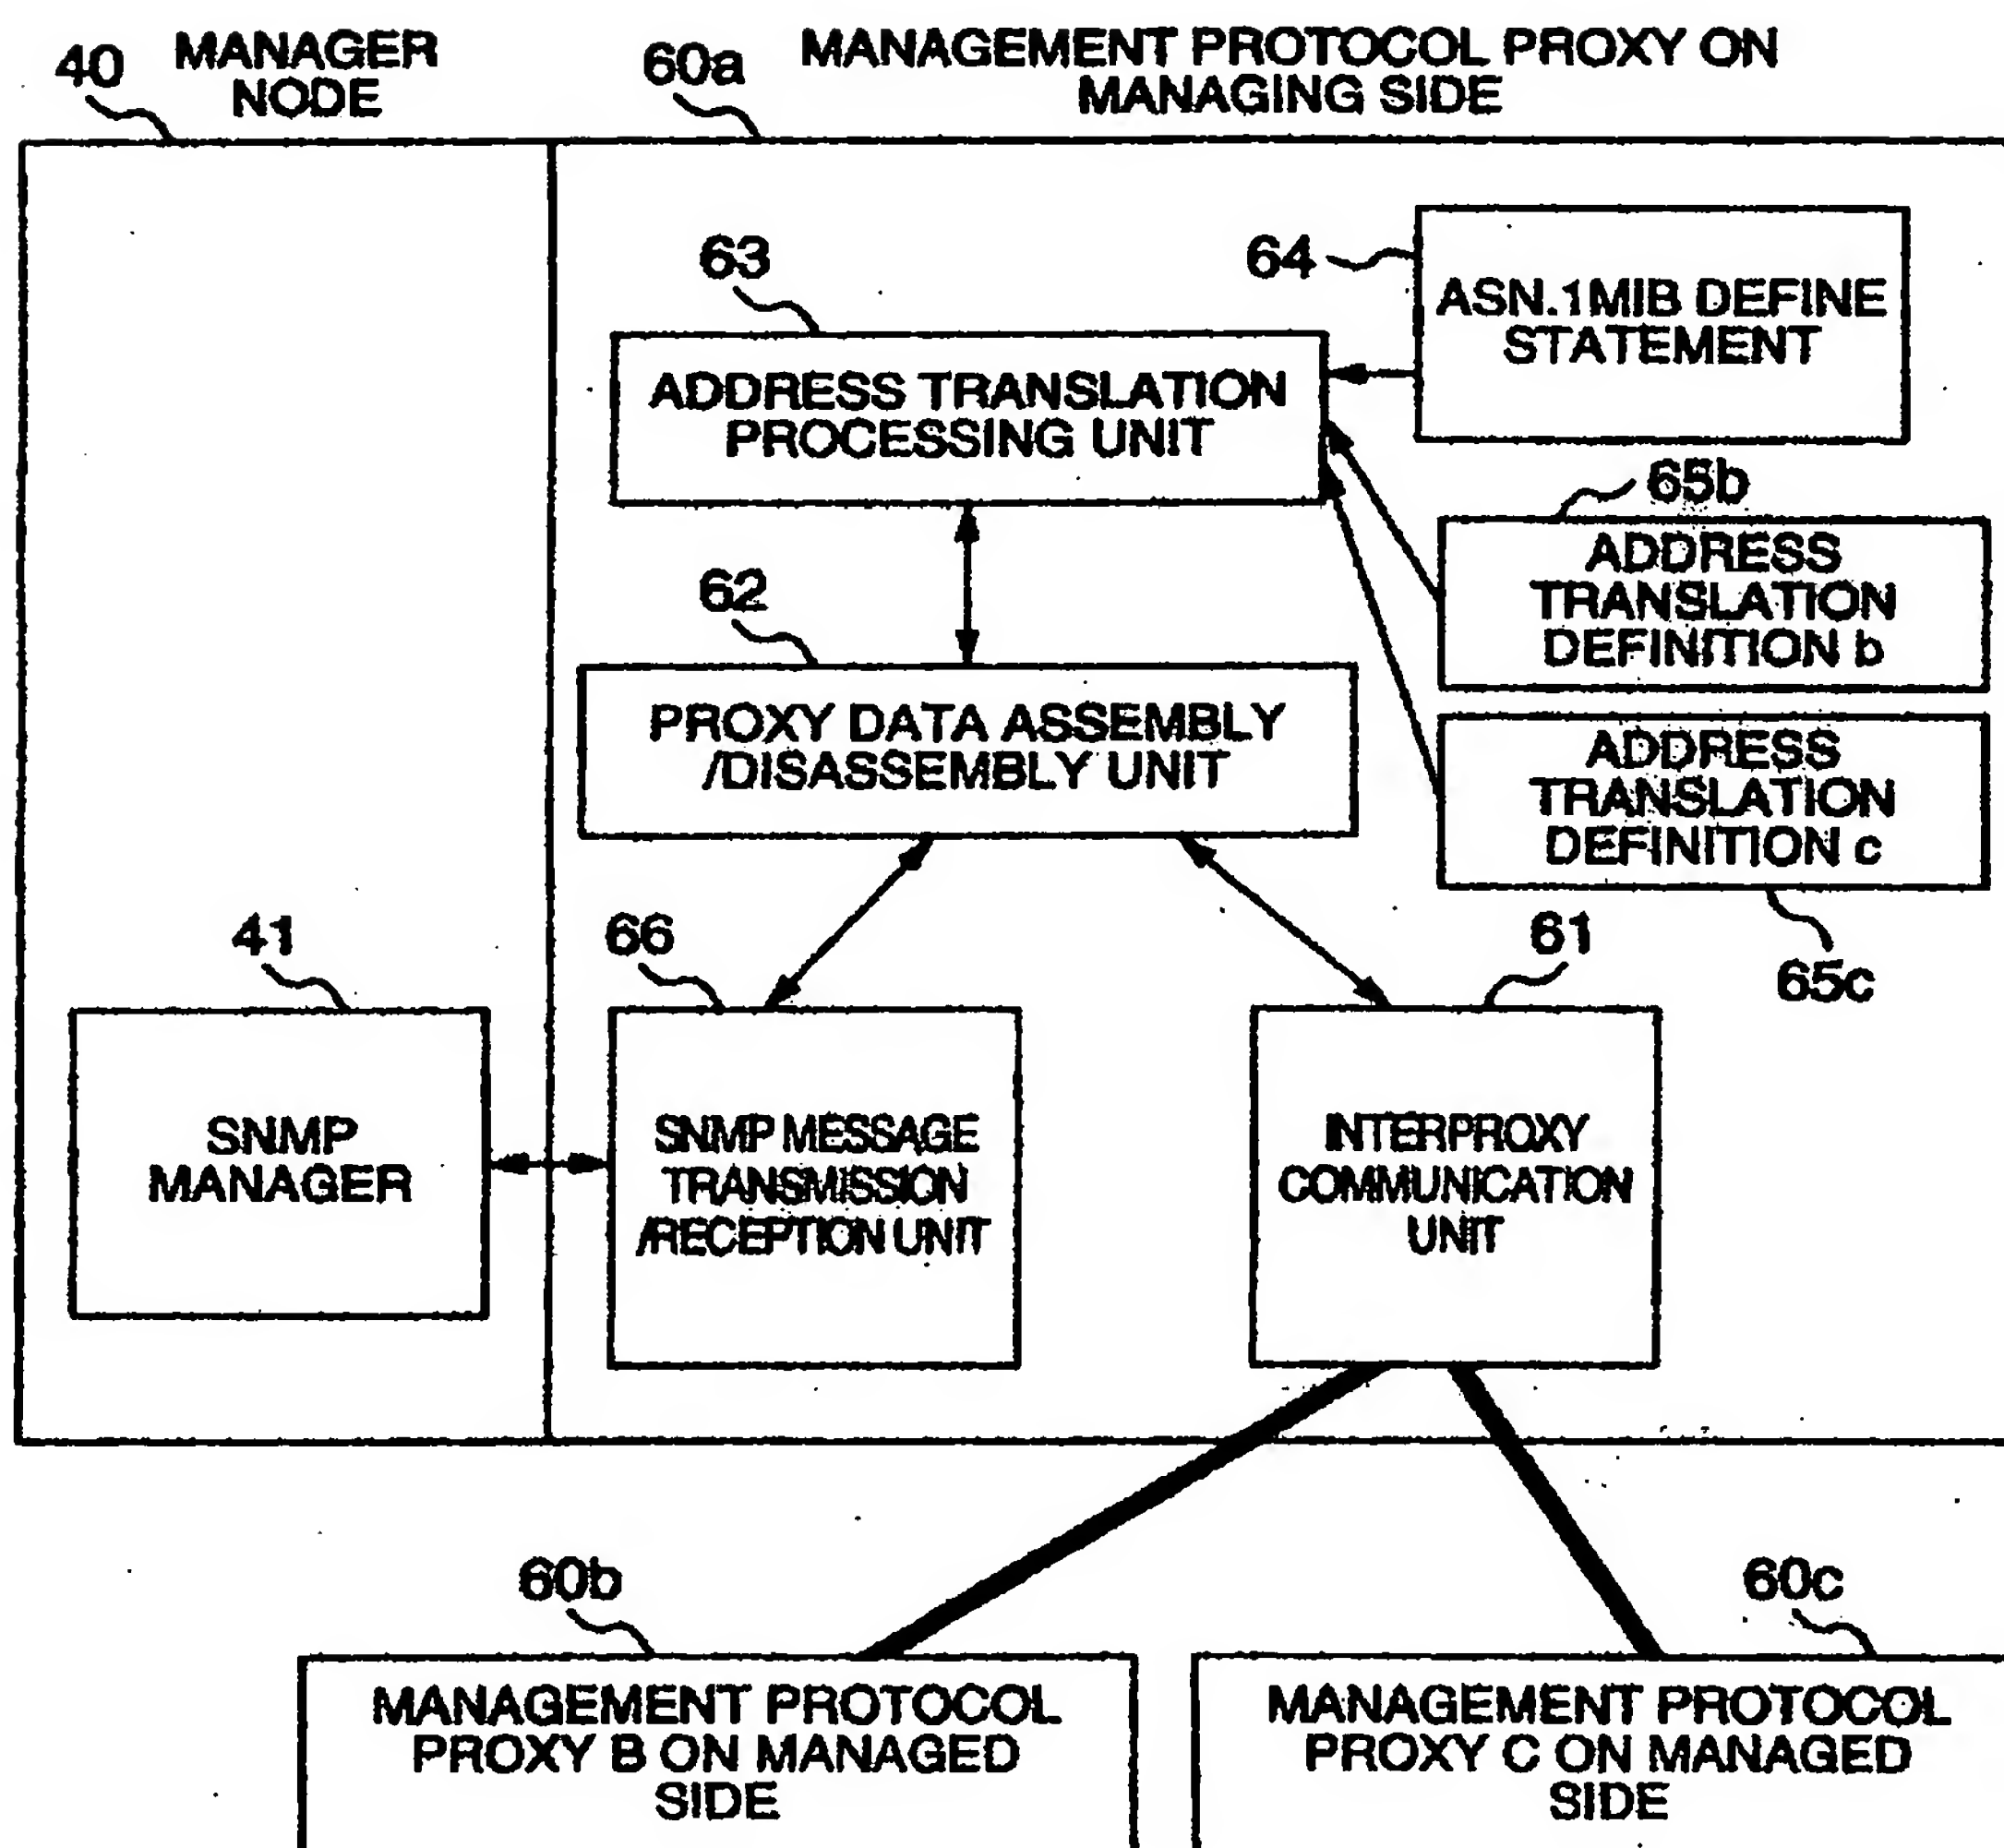 40
MANAGER
NODE
60a
MANAGEMENT PROTOCOL PROXY ON
MANAGING SIDE
63
64
ASN.1MIB DEFINE
STATEMENT
ADDRESS TRANSLATION
PROCESSING UNIT
65b
ADDRESS
TRANSLATION
DEFINITION b
62
PROXY DATA ASSEMBLY
/DISASSEMBLY UNIT
ADDRESS
TRANSLATION
DEFINITION c
65c
41
66
61
SNMP
MANAGER
SNMP MESSAGE
TRANSMISSION
/RECEPTION UNIT
INTERPROXY
COMMUNICATION
UNIT
60b
60c
MANAGEMENT PROTOCOL
PROXY B ON MANAGED
SIDE
MANAGEMENT PROTOCOL
PROXY C ON MANAGED
SIDE